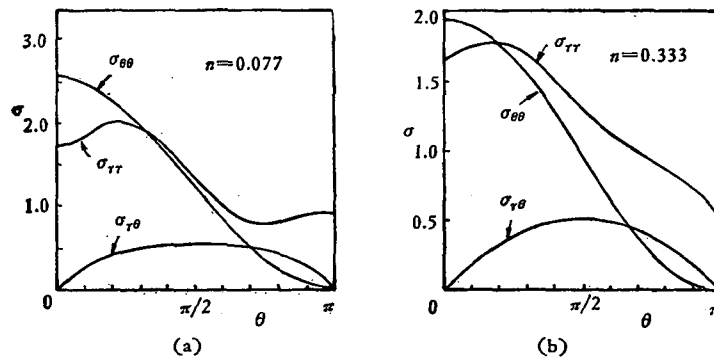 3.0
σθθ
n=0.077
σ
2.0
σrr
1.0
σrθ
0
π/2
θ
π
(a)
2.0
σrr
n=0.333
1.5
σθθ
σ
1.0
0.5
σrθ
0
π/2
θ
π
(b)